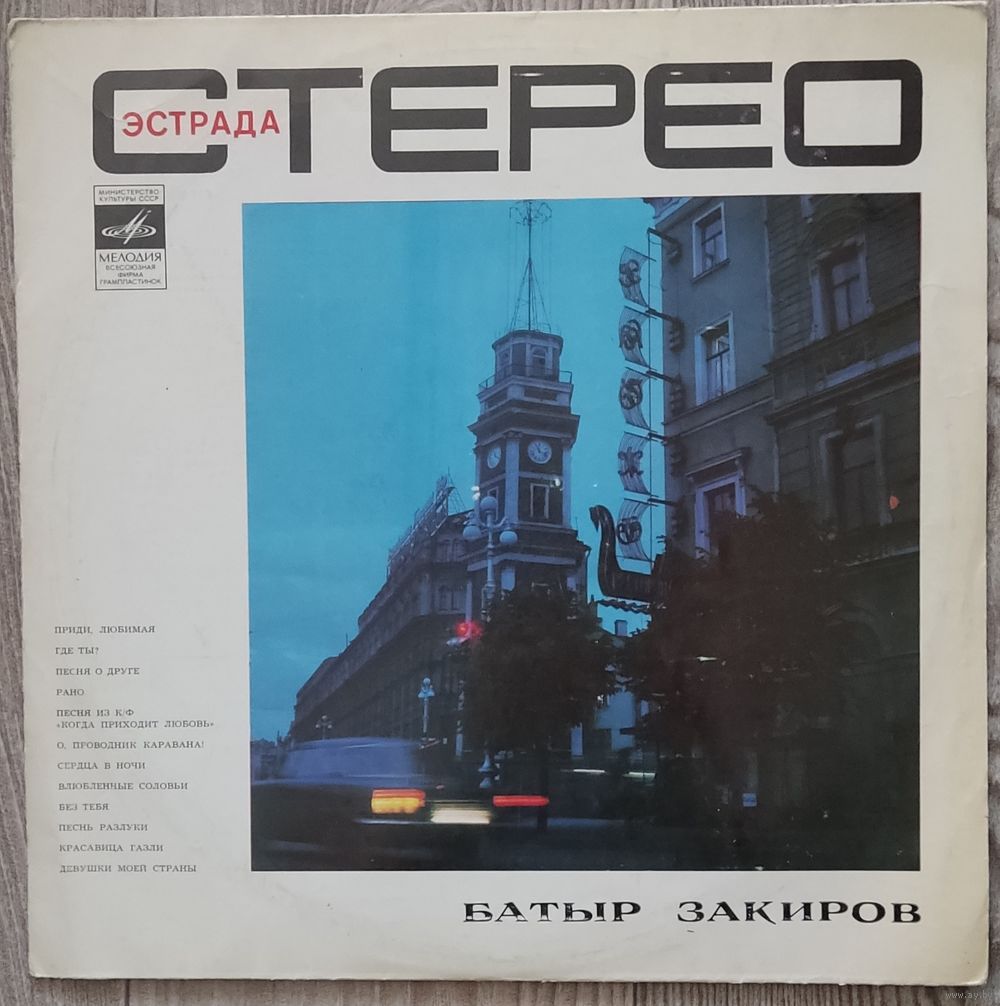 СТЕРЕО
ЭСТРАДА
МИНИСТЕРСТВО
КУЛЬТУРЫ СССР
МЕЛОДИЯ
ВСЕСОЮЗНАЯ
ФИРМА
ГРАМПЛАСТИНОК
ПРИДИ, ЛЮБИМАЯ
ГДЕ ТЫ?
ПЕСНЯ О ДРУГЕ
РАНО
ПЕСНЯ ИЗ К/Ф
«КОГДА ПРИХОДИТ ЛЮБОВЬ»
О, ПРОВОДНИК КАРАВАНА!
СЕРДЦА В НОЧИ
ВЛЮБЛЕННЫЕ СОЛОВЬИ
БЕЗ ТЕБЯ
ПЕСНЬ РАЗЛУКИ
КРАСАВИЦА ГАЗЛИ
ДЕВУШКИ МОЕЙ СТРАНЫ
БАТЫР ЗАКИРОВ